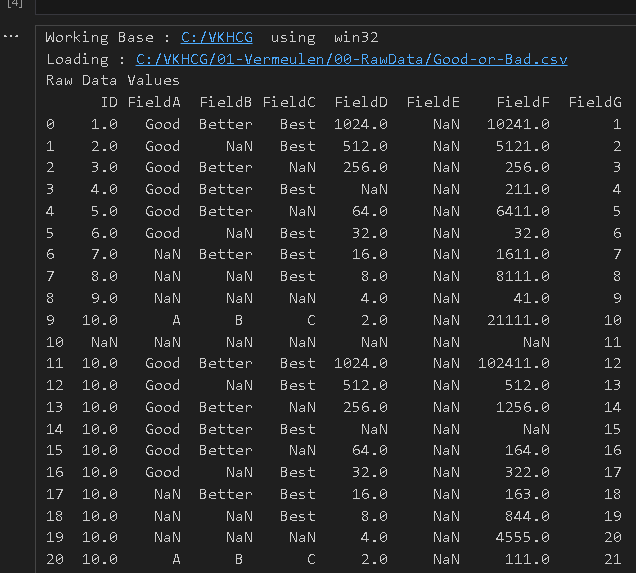 [4]
Working Base : C:/VKHCG using win32
Loading : C:/VKHCG/01-Vermeulen/00-RawData/Good-or-Bad.csv
Raw Data Values
ID FieldA FieldB FieldC FieldD FieldE FieldF FieldG
0 1.0 Good Better Best 1024.0 NaN 10241.0 1
1 2.0 Good NaN Best 512.0 NaN 5121.0 2
2 3.0 Good Better NaN 256.0 NaN 256.0 3
3 4.0 Good Better Best NaN NaN 211.0 4
4 5.0 Good Better NaN 64.0 NaN 6411.0 5
5 6.0 Good NaN Best 32.0 NaN 32.0 6
6 7.0 NaN Better Best 16.0 NaN 1611.0 7
7 8.0 NaN NaN Best 8.0 NaN 8111.0 8
8 9.0 NaN NaN NaN 4.0 NaN 41.0 9
9 10.0 A B C 2.0 NaN 21111.0 10
10 NaN NaN NaN NaN NaN NaN NaN 11
11 10.0 Good Better Best 1024.0 NaN 102411.0 12
12 10.0 Good NaN Best 512.0 NaN 512.0 13
13 10.0 Good Better NaN 256.0 NaN 1256.0 14
14 10.0 Good Better Best NaN NaN NaN 15
15 10.0 Good Better NaN 64.0 NaN 164.0 16
16 10.0 Good NaN Best 32.0 NaN 322.0 17
17 10.0 NaN Better Best 16.0 NaN 163.0 18
18 10.0 NaN NaN Best 8.0 NaN 844.0 19
19 10.0 NaN NaN NaN 4.0 NaN 4555.0 20
20 10.0 A B C 2.0 NaN 111.0 21